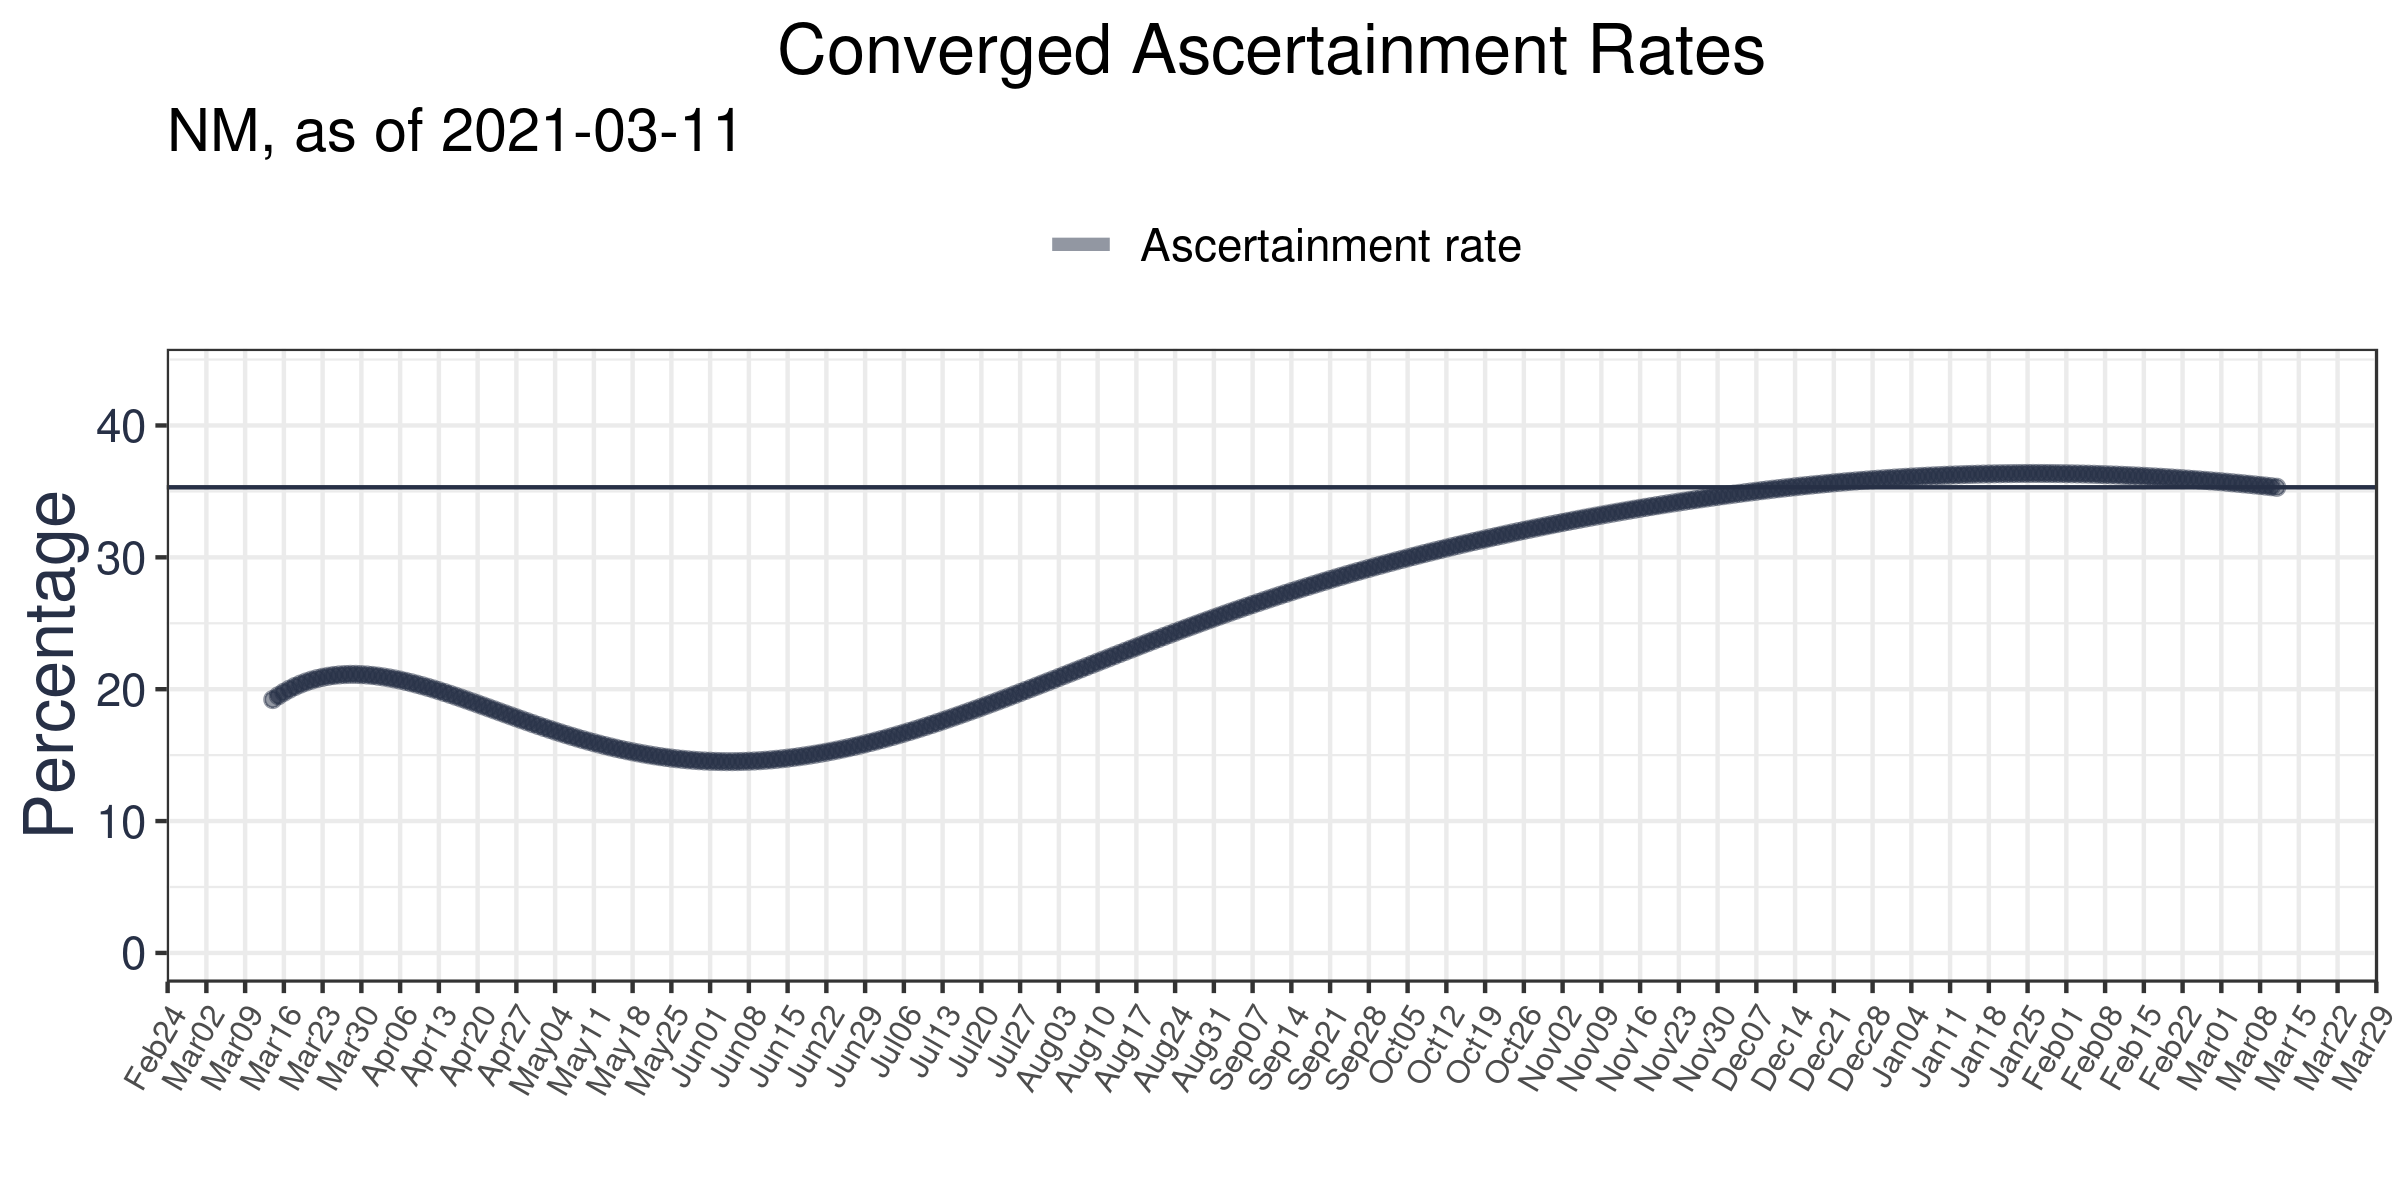 Converged Ascertainment Rates
NM, as of 2021-03-11
Ascertainment rate
Percentage
40
30
20
10
0
Feb24 Mar02 Mar09 Mar16 Mar23 Mar30 Apr06 Apr13 Apr20 Apr27 May04 May11 May18 May25 Jun01 Jun08 Jun15 Jun22 Jun29 Jul06 Jul13 Jul20 Jul27 Aug03 Aug10 Aug17 Aug24 Aug31 Sep07 Sep14 Sep21 Sep28 Oct05 Oct12 Oct19 Oct26 Nov02 Nov09 Nov16 Nov23 Nov30 Dec07 Dec14 Dec21 Dec28 Jan04 Jan11 Jan18 Jan25 Feb01 Feb08 Feb15 Feb22 Mar01 Mar08 Mar15 Mar22 Mar29